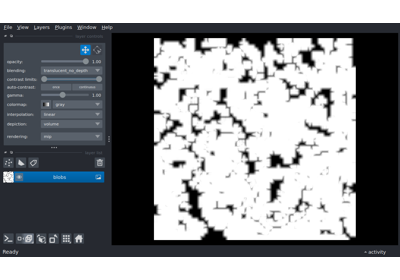 File View Layers Plugins Window Help
opacity: 1.00
blending: translucent_no_depth
contrast limits:
auto-contrast: once continuous
gamma: 1.00
colormap: gray
interpolation: linear
depiction: volume
rendering: mip
blobs
Ready activity